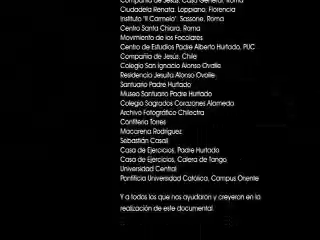 Compañía de Jesús, Casa General, Roma
Ciudadela Renata, Loppiano, Florencia
Instituto "Il Carmelo" Sassone, Roma
Centro Santa Chiara, Roma
Movimiento de los Focolares
Centro de Estudios Padre Alberto Hurtado, PUC
Compañía de Jesús, Chile
Colegio San Ignacio Alonso Ovalle
Residencia Jesuita Alonso Ovalle
Santuario Padre Hurtado
Museo Santuario Padre Hurtado
Colegio Sagrados Corazones Alameda
Archivo Fotográfico Chilectra
Confitería Torres
Macarena Rodríguez
Sebastián Casali
Casa de Ejercicios, Padre Hurtado
Casa de Ejercicios, Calera de Tango
Universidad Central
Pontificia Universidad Católica, Campus Oriente
Y a todos los que nos ayudaron y creyeron en la
realización de este documental